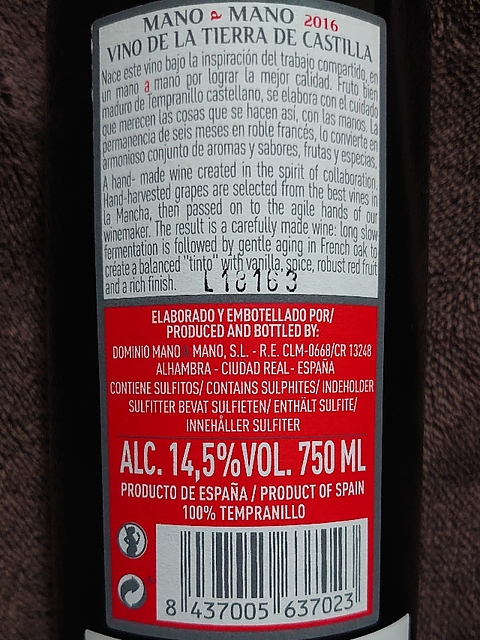 MANO a MANO 2016
VINO DE LA TIERRA DE CASTILLA
Nace este vino bajo la inspiración del trabajo compartido, en
un mano a mano por lograr la mejor calidad. Fruto bien
maduro de Tempranillo castellano, se elabora con el cuidado
que merecen las cosas que se hacen así, con las manos. La
permanencia de seis meses en roble francés, lo convierte en
armonioso conjunto de aromas y sabores, frutas y especias.
A hand- made wine created in the spirit of collaboration.
Hand-harvested grapes are selected from the best vines in
la Mancha, then passed on to the agile hands of our
winemaker. The result is a carefully made wine: long slow
fermentation is followed by gentle aging in French oak to
create a balanced "tinto" with vanilla, spice, robust red fruit
and a rich finish.
L18163
ELABORADO Y EMBOTELLADO POR/
PRODUCED AND BOTTLED BY:
DOMINIO MANO A MANO, S.L. - R.E. CLM-0668/CR 13248
ALHAMBRA - CIUDAD REAL- ESPAÑA
CONTIENE SULFITOS/ CONTAINS SULPHITES/ INDEHOLDER
SULFITTER BEVAT SULFIETEN/ ENTHÄLT SULFITE/
INNEHÅLLER SULFITER
ALC. 14,5%VOL. 750 ML
PRODUCTO DE ESPAÑA / PRODUCT OF SPAIN
100% TEMPRANILLO
8 437005 637023